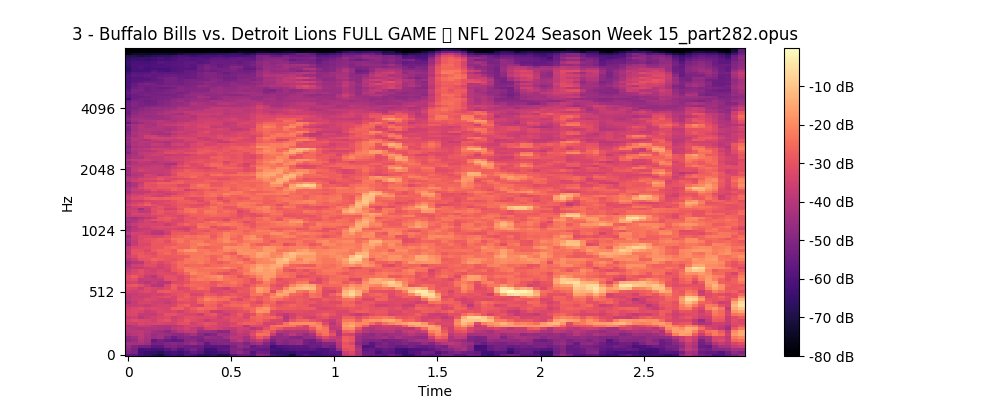 3 - Buffalo Bills vs. Detroit Lions FULL GAME ▯ NFL 2024 Season Week 15_part282.opus
4096
2048
1024
512
0
Hz
0
0.5
1
1.5
2
2.5
Time
-10 dB
-20 dB
-30 dB
-40 dB
-50 dB
-60 dB
-70 dB
-80 dB